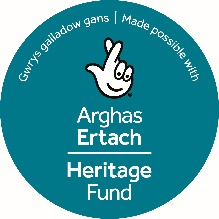 Gwrys galladow gans | Made possible with
Arghas
Ertach
Heritage
Fund